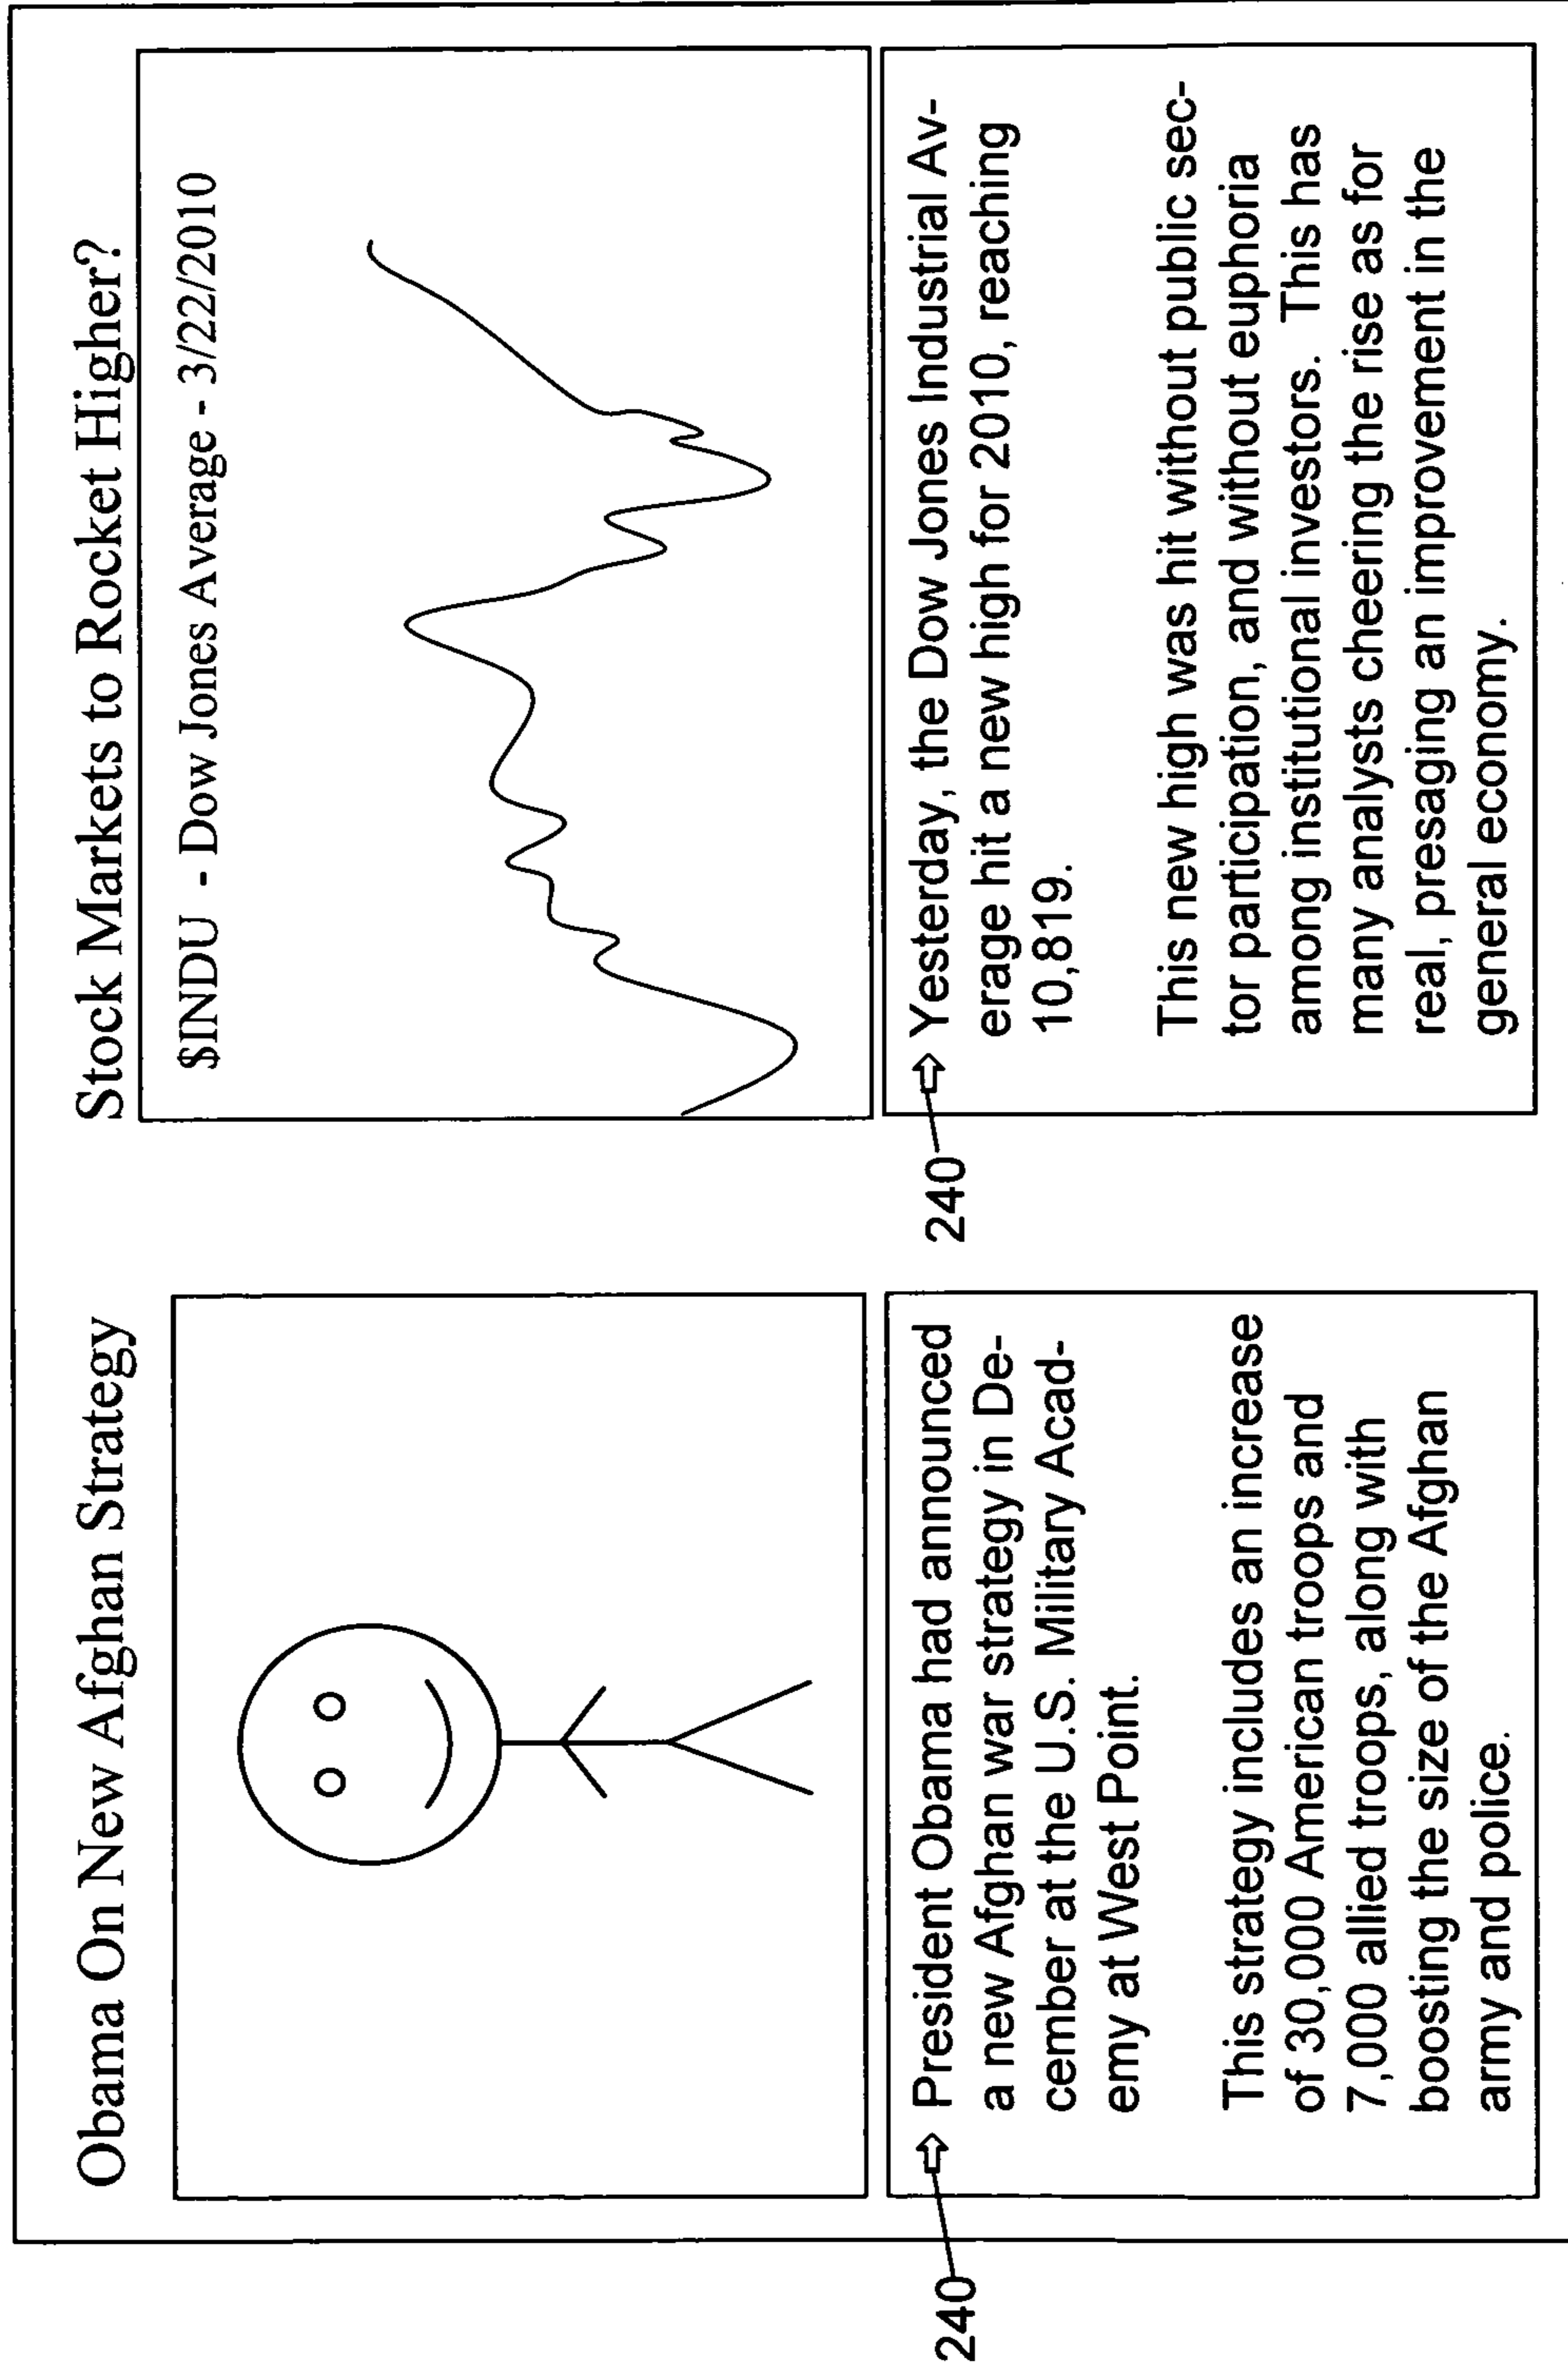 Obama On New Afghan Strategy
240
President Obama had announced
a new Afghan war strategy in De-
cember at the U.S. Military Acad-
emy at West Point.
This strategy includes an increase
of 30,000 American troops and
7,000 allied troops, along with
boosting the size of the Afghan
army and police.
Stock Markets to Rocket Higher?
$INDU - Dow Jones Average - 3/22/2010
240
Yesterday, the Dow Jones Industrial Av-
erage hit a new high for 2010, reaching
10,819.
This new high was hit without public sec-
tor participation, and without euphoria
among institutional investors. This has
many analysts cheering the rise as for
real, presaging an improvement in the
general economy.